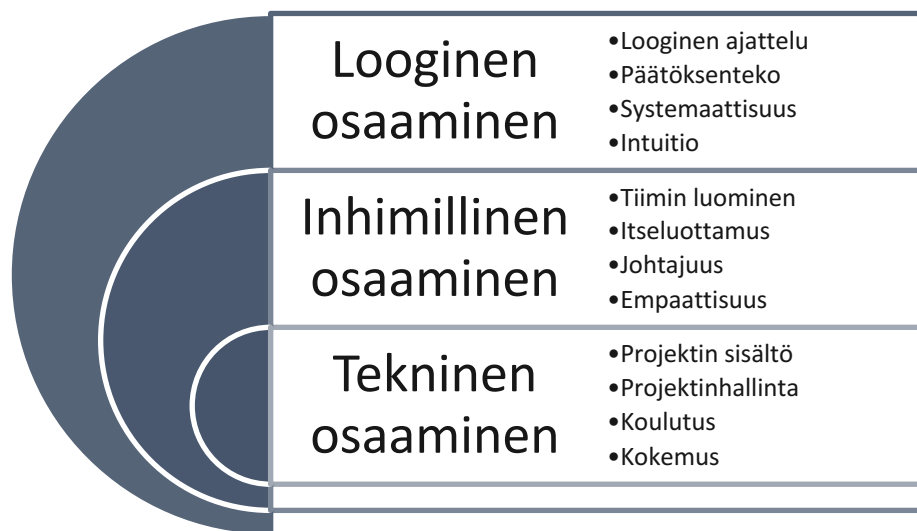 Looginen
osaaminen
•Looginen ajattelu
•Päätöksenteko
•Systemaattisuus
•Intuitio
Inhimillinen
osaaminen
•Tiimin luominen
•Itseluottamus
•Johtajuus
•Empaattisuus
Tekninen
osaaminen
•Projektin sisältö
•Projektinhallinta
•Koulutus
•Kokemus